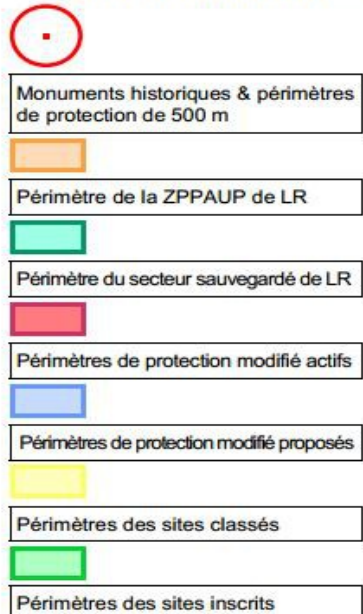 Monuments historiques & périmètres
de protection de 500 m
Périmètre de la ZPPAUP de LR
Périmètre du secteur sauvegardé de LR
Périmètres de protection modifié actifs
Périmètres de protection modifié proposés
Périmètres des sites classés
Périmètres des sites inscrits